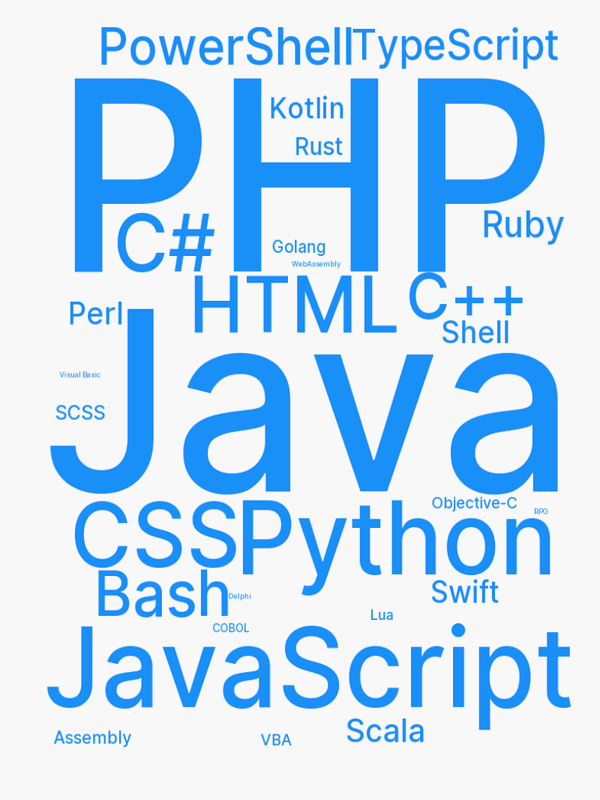 PowerShell
TypeScript
PHP
Kotlin
Rust
C#
Golang
WebAssembly
Ruby
HTML
C++
Perl
Shell
Java
Visual Basic
SCSS
CSS
Python
Objective-C
RPG
Bash
Delphi
Swift
Lua
COBOL
JavaScript
Assembly
VBA
Scala